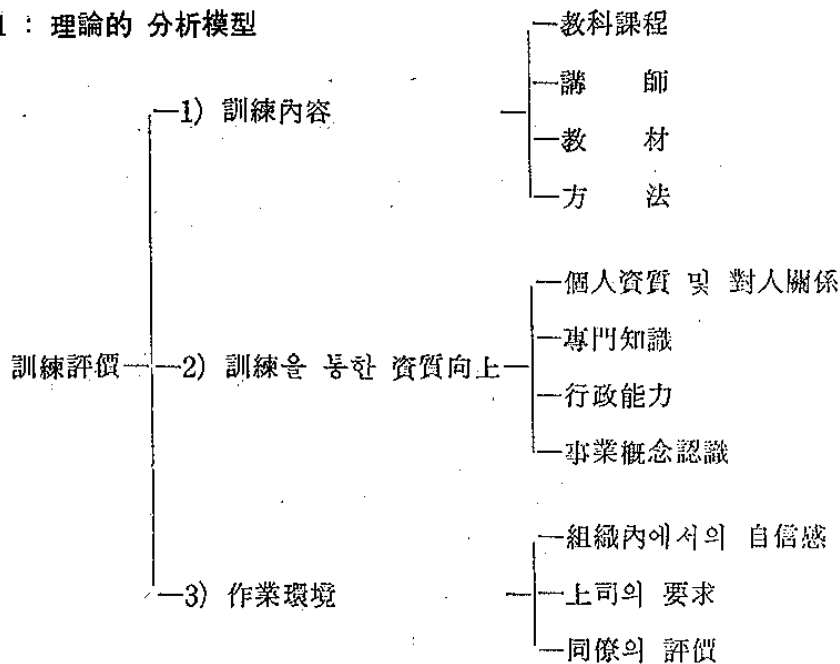 1 : 理論的 分析模型
教科課程
1) 訓練內容
講 師
教 材
方 法
個人資質 및 對人關係
專門知識
訓練評價
2) 訓練을 통한 資質向上
行政能力
事業槪念認識
組織內에서의 自信感
3) 作業環境
上司의 要求
同僚의 評價